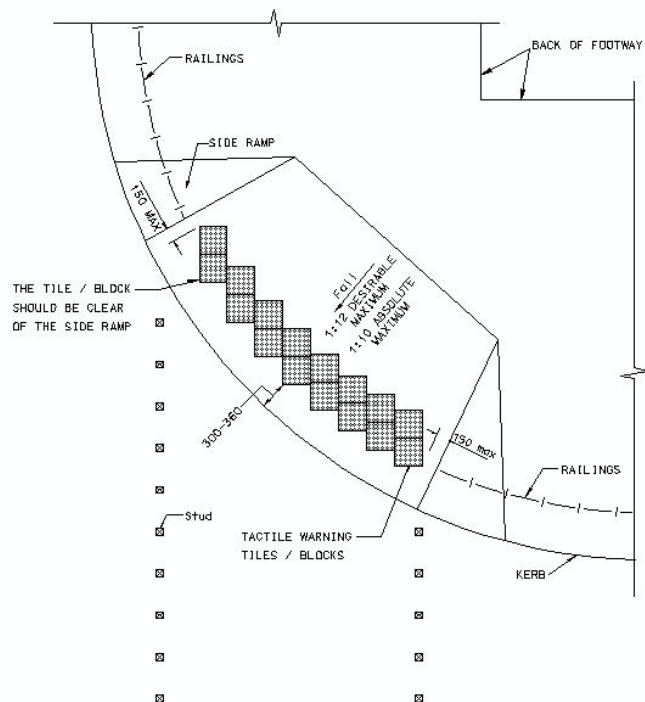 RAILINGS
BACK OF FOOTWAY
SIDE RAMP
150 MAX
Fall
1:12 DESIRABLE
MAXIMUM
1:10 ABSOLUTE
MAXIMUM
THE TILE / BLOCK
SHOULD BE CLEAR
OF THE SIDE RAMP
300-360
150 max
RAILINGS
Stud
TACTILE WARNING
TILES / BLOCKS
KERB